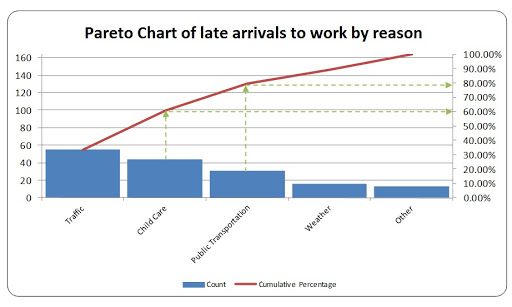 Pareto Chart of late arrivals to work by reason
160
140
120
100
80
60
40
20
0
100.00%
90.00%
80.00%
70.00%
60.00%
50.00%
40.00%
30.00%
20.00%
10.00%
0.00%
Traffic
Child Care
Public Transportation
Weather
Other
Count
Cumulative Percentage